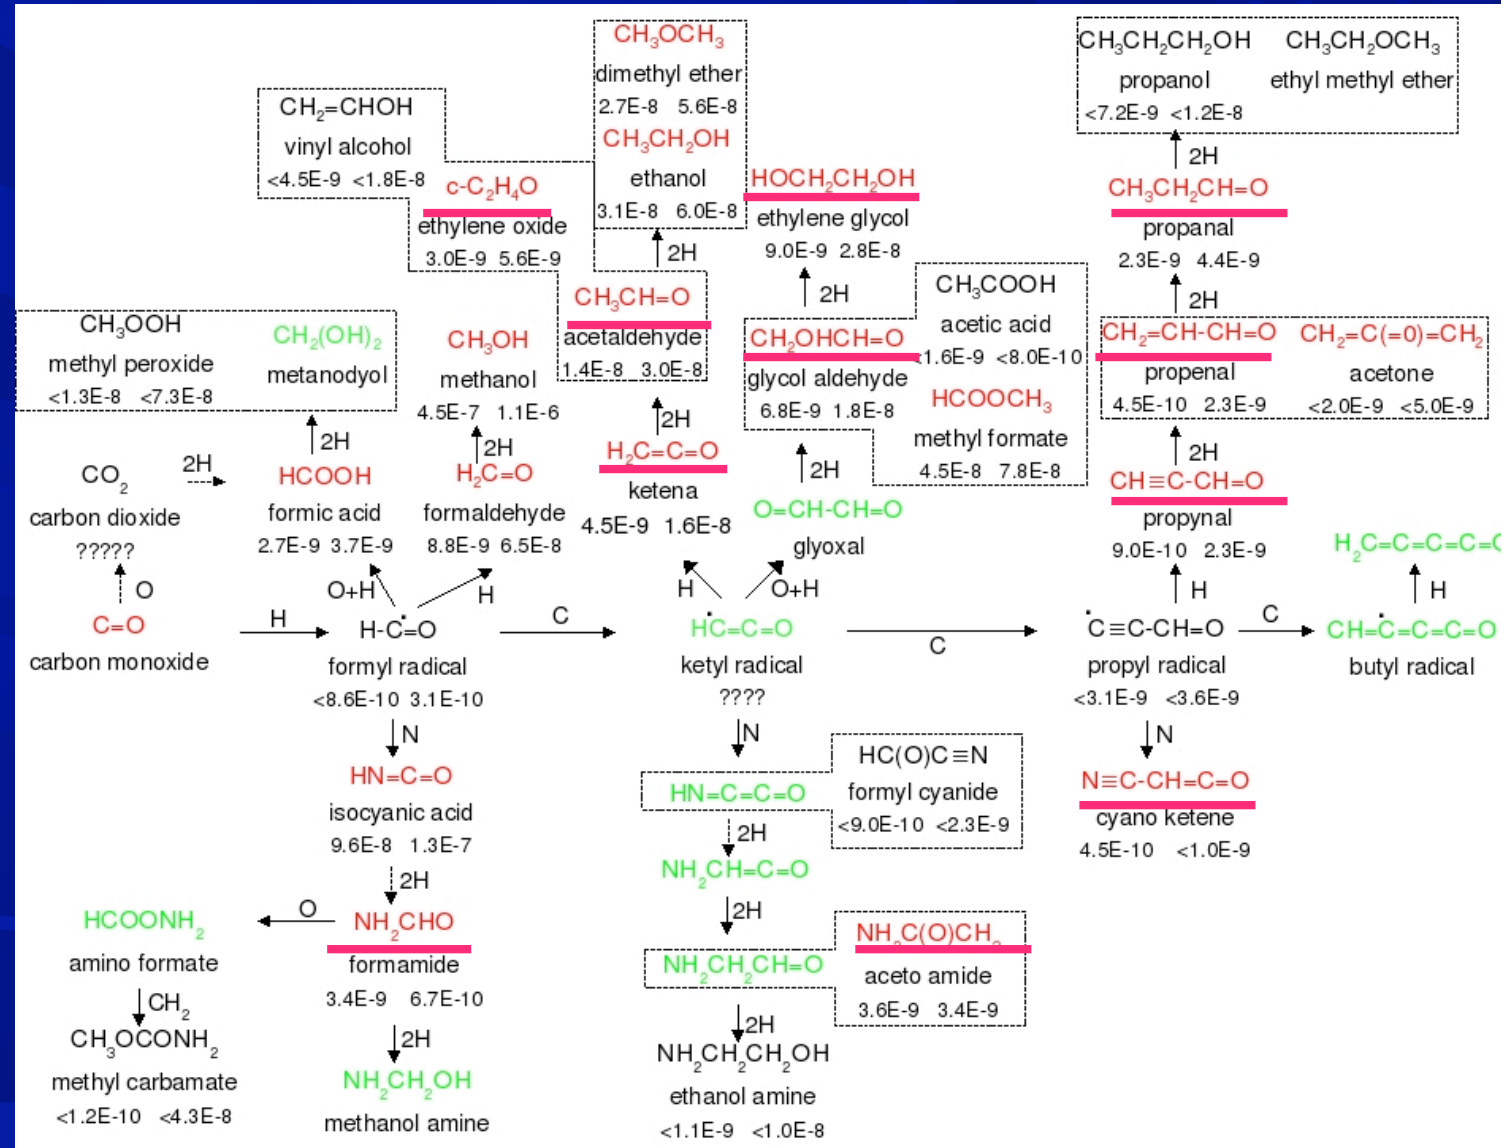 CH₃OCH₃
dimethyl ether
2.7E-8 5.6E-8
CH₃CH₂OH
ethanol
3.1E-8 6.0E-8
CH₃CH₂CH₂OH
propanol
<7.2E-9 <1.2E-8
CH₃CH₂OCH₃
ethyl methyl ether
CH₂=CHOH
vinyl alcohol
<4.5E-9 <1.8E-8
c-C₂H₄O
ethylene oxide
3.0E-9 5.6E-9
HOCH₂CH₂OH
ethylene glycol
9.0E-9 2.8E-8
2H
CH₃CH₂CH=O
propanal
2.3E-9 4.4E-9
2H
CH₃CH=O
acetaldehyde
1.4E-8 3.0E-8
2H
CH₃COOH
acetic acid
<1.6E-9 <8.0E-10
2H
CH₃OOH
methyl peroxide
<1.3E-8 <7.3E-8
CH₂(OH)₂
metanodyol
CH₃OH
methanol
4.5E-7 1.1E-6
CH₂OHCH=O
glycol aldehyde
6.8E-9 1.8E-8
HCOOCH₃
methyl formate
4.5E-8 7.8E-8
CH₂=CH-CH=O
propenal
4.5E-10 2.3E-9
CH₂=C(=0)=CH₂
acetone
<2.0E-9 <5.0E-9
2H
2H
2H
2H
2H
2H
CO₂
carbon dioxide
?????
HCOOH
formic acid
2.7E-9 3.7E-9
H₂C=O
formaldehyde
8.8E-9 6.5E-8
H₂C=C=O
ketena
4.5E-9 1.6E-8
O=CH-CH=O
glyoxal
CH≡C-CH=O
propynal
9.0E-10 2.3E-9
H₂C=C=C=C=C
O
O+H
H
H
O+H
H
H
C=O
carbon monoxide
H
H-Ċ=O
formyl radical
<8.6E-10 3.1E-10
C
HĊ=C=O
ketyl radical
????
C
Ċ≡C-CH=O
propyl radical
<3.1E-9 <3.6E-9
C
CH=Ċ=C=C=O
butyl radical
N
N
N
HN=C=O
isocyanic acid
9.6E-8 1.3E-7
HN=C=C=O
HC(O)C≡N
formyl cyanide
<9.0E-10 <2.3E-9
N≡C-CH=C=O
cyano ketene
4.5E-10 <1.0E-9
2H
2H
NH₂CH=C=O
HCOONH₂
amino formate
O
NH₂CHO
formamide
3.4E-9 6.7E-10
2H
NH₂CH₂CH=O
NH₂C(O)CH₃
aceto amide
3.6E-9 3.4E-9
CH₂
2H
2H
CH₃OCONH₂
methyl carbamate
<1.2E-10 <4.3E-8
NH₂CH₂OH
methanol amine
NH₂CH₂CH₂OH
ethanol amine
<1.1E-9 <1.0E-8